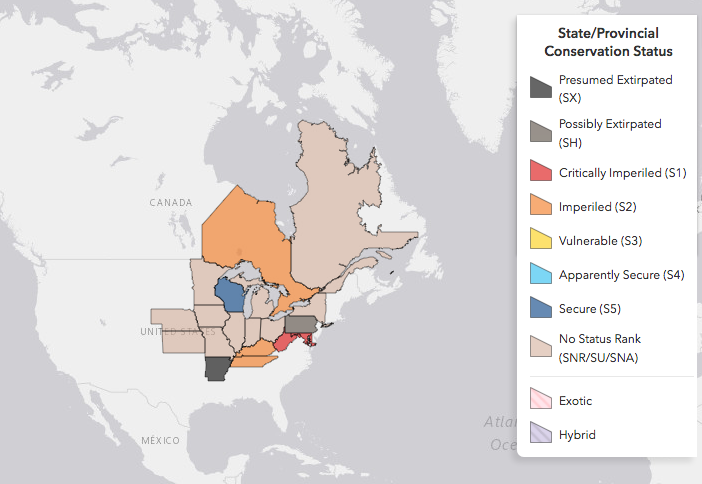 State/Provincial
Conservation Status
Presumed Extirpated
(SX)
Possibly Extirpated
(SH)
Critically Imperiled (S1)
Imperiled (S2)
Vulnerable (S3)
Apparently Secure (S4)
Secure (S5)
No Status Rank
(SNR/SU/SNA)
Exotic
Hybrid
CANADA
UNITED STATES
MÉXICO
Atla
Oce